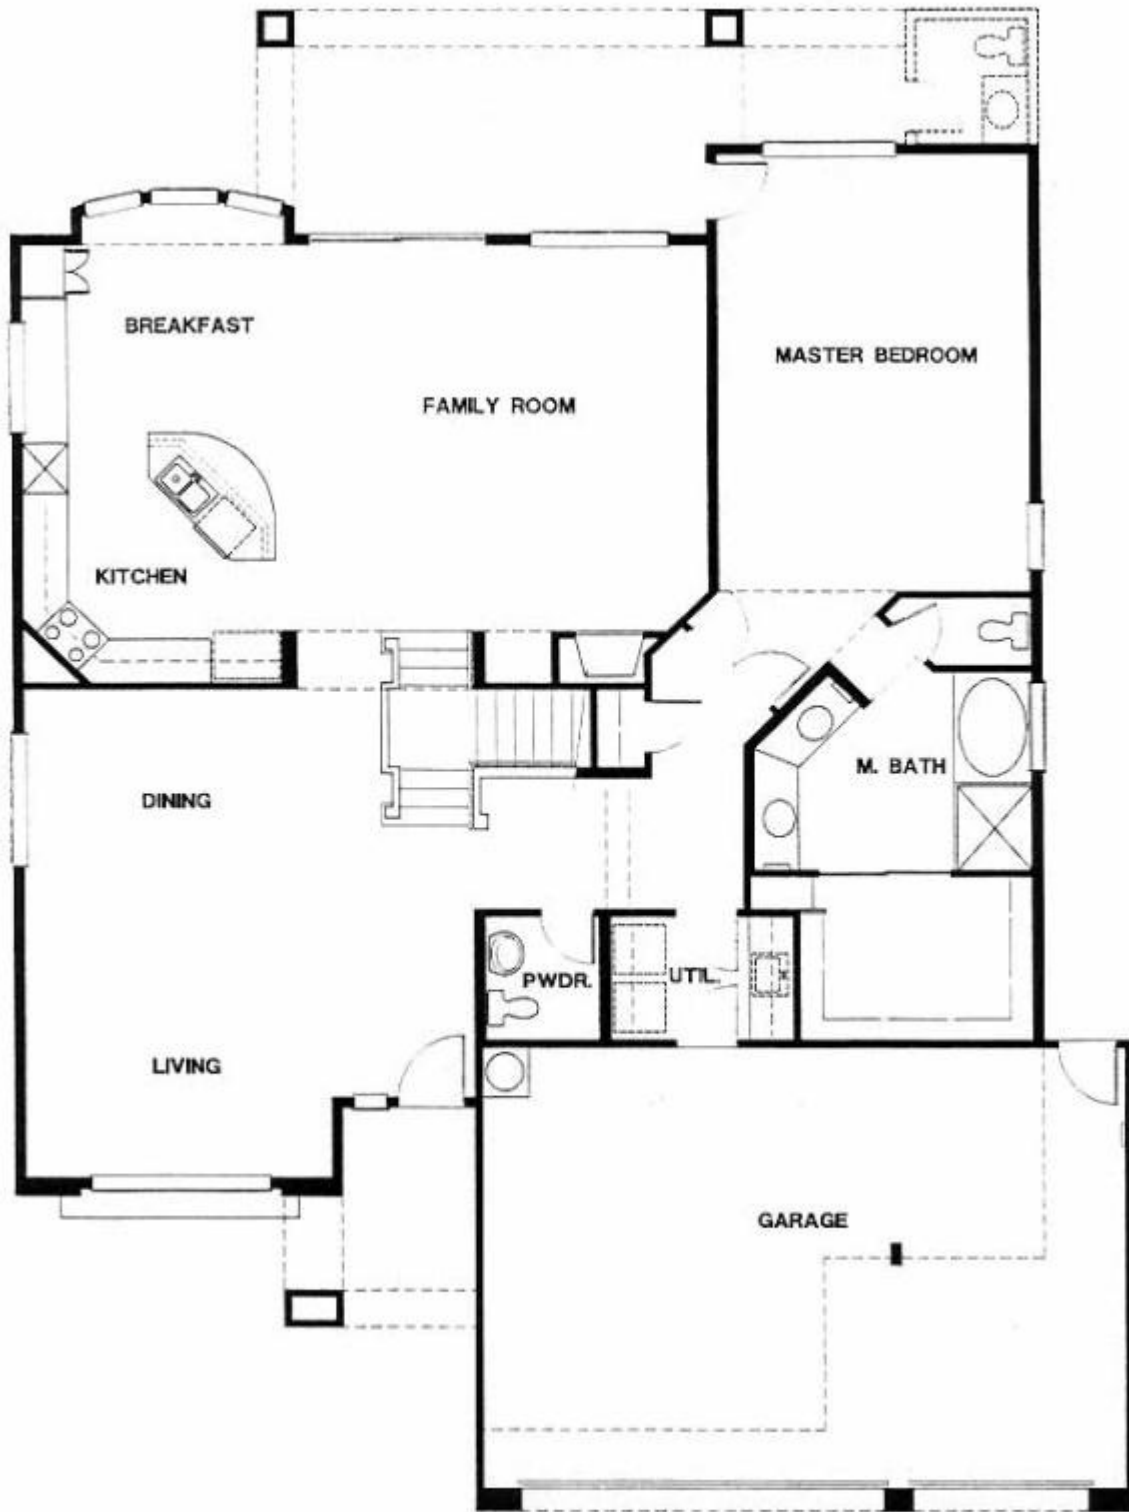 BREAKFAST
MASTER BEDROOM
FAMILY ROOM
KITCHEN
M. BATH
DINING
UTIL.
PWDR.
LIVING
GARAGE